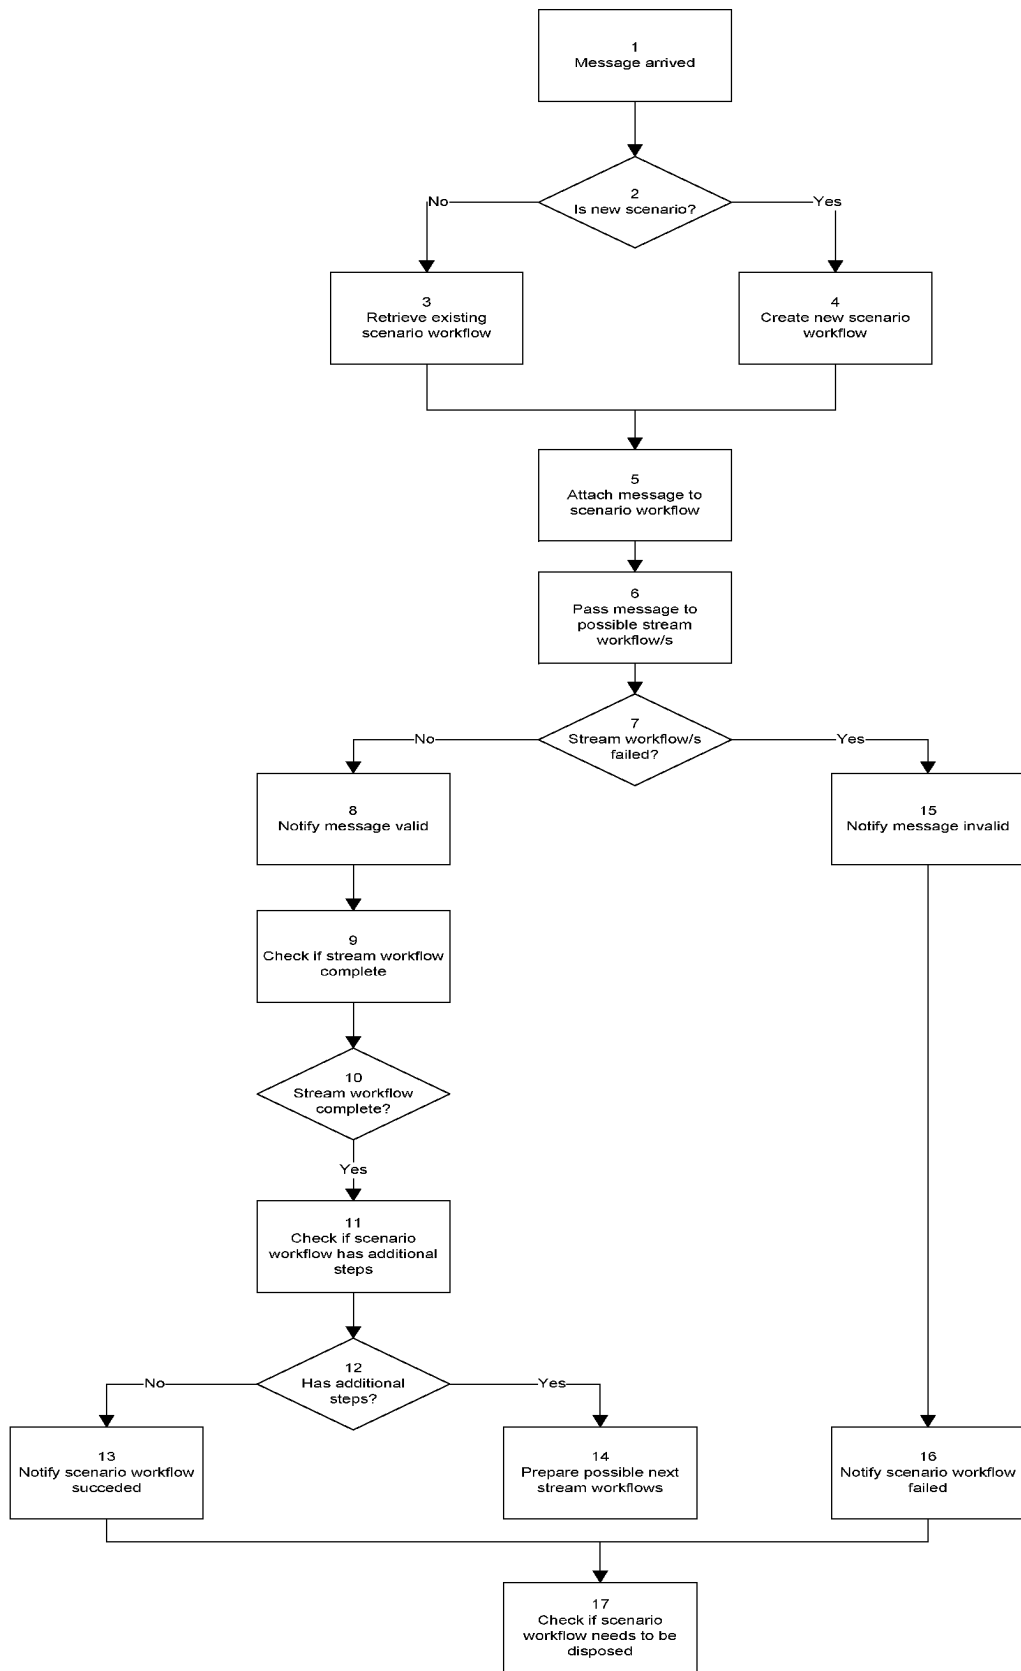 1
Message arrived
2
Is new scenario?
No
Yes
3
Retrieve existing
scenario workflow
4
Create new scenario
workflow
5
Attach message to
scenario workflow
6
Pass message to
possible stream
workflow/s
7
Stream workflow/s
failed?
No
Yes
8
Notify message valid
15
Notify message invalid
9
Check if stream workflow
complete
10
Stream workflow
complete?
Yes
11
Check if scenario
workflow has additional
steps
12
Has additional
steps?
No
Yes
13
Notify scenario workflow
succeded
14
Prepare possible next
stream workflows
16
Notify scenario workflow
failed
17
Check if scenario
workflow needs to be
disposed